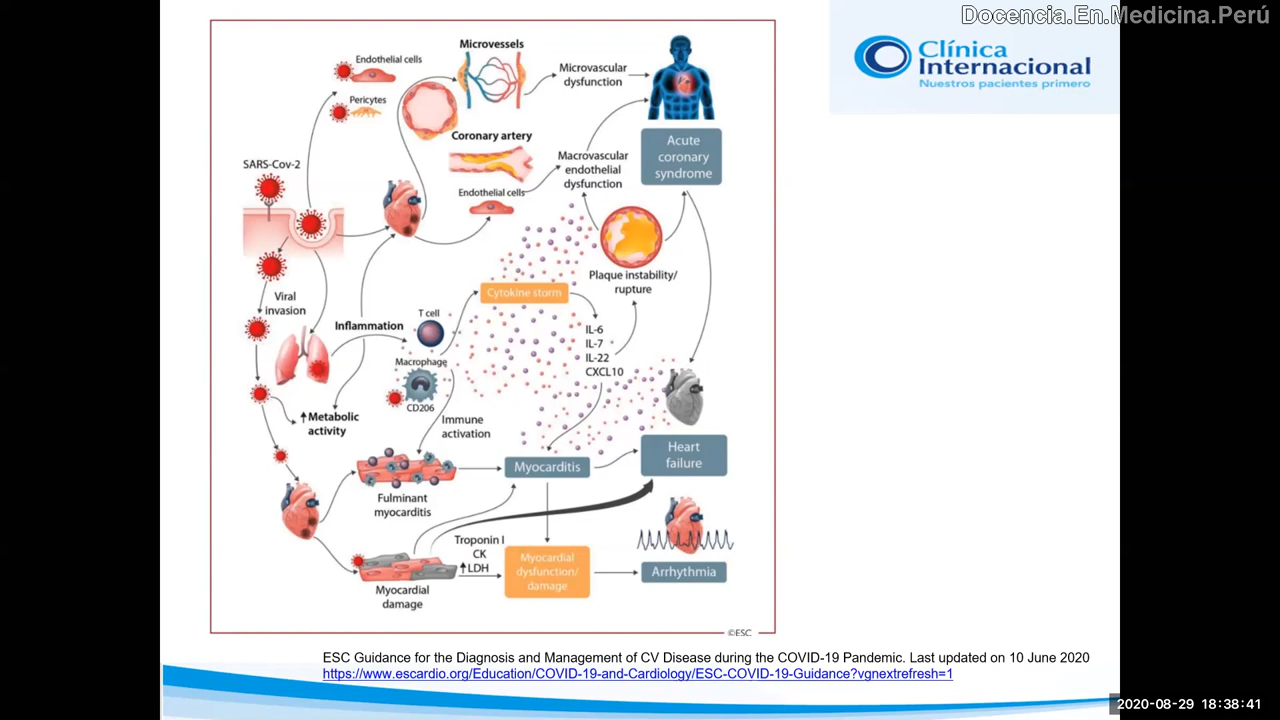 Docencia.En.Medicina.Perú
Clínica
Internacional
Nuestros pacientes primero
Microvessels
Endothelial cells
Microvascular
dysfunction
Pericytes
Coronary artery
Acute
coronary
syndrome
Macrovascular
endothelial
dysfunction
SARS-Cov-2
Endothelial cells
Plaque instability/
rupture
Cytokine storm
Viral
invasion
T cell
Inflammation
IL-6
IL-7
IL-22
CXCL10
Macrophage
CD206
Metabolic
activity
Immune
activation
Heart
failure
Myocarditis
Fulminant
myocarditis
Troponin I
CK
LDH
Myocardial
dysfunction/
damage
Arrhythmia
Myocardial
damage
©ESC
ESC Guidance for the Diagnosis and Management of CV Disease during the COVID-19 Pandemic. Last updated on 10 June 2020
https://www.escardio.org/Education/COVID-19-and-Cardiology/ESC-COVID-19-Guidance?vgnextrefresh=1
2020-08-29 18:38:41